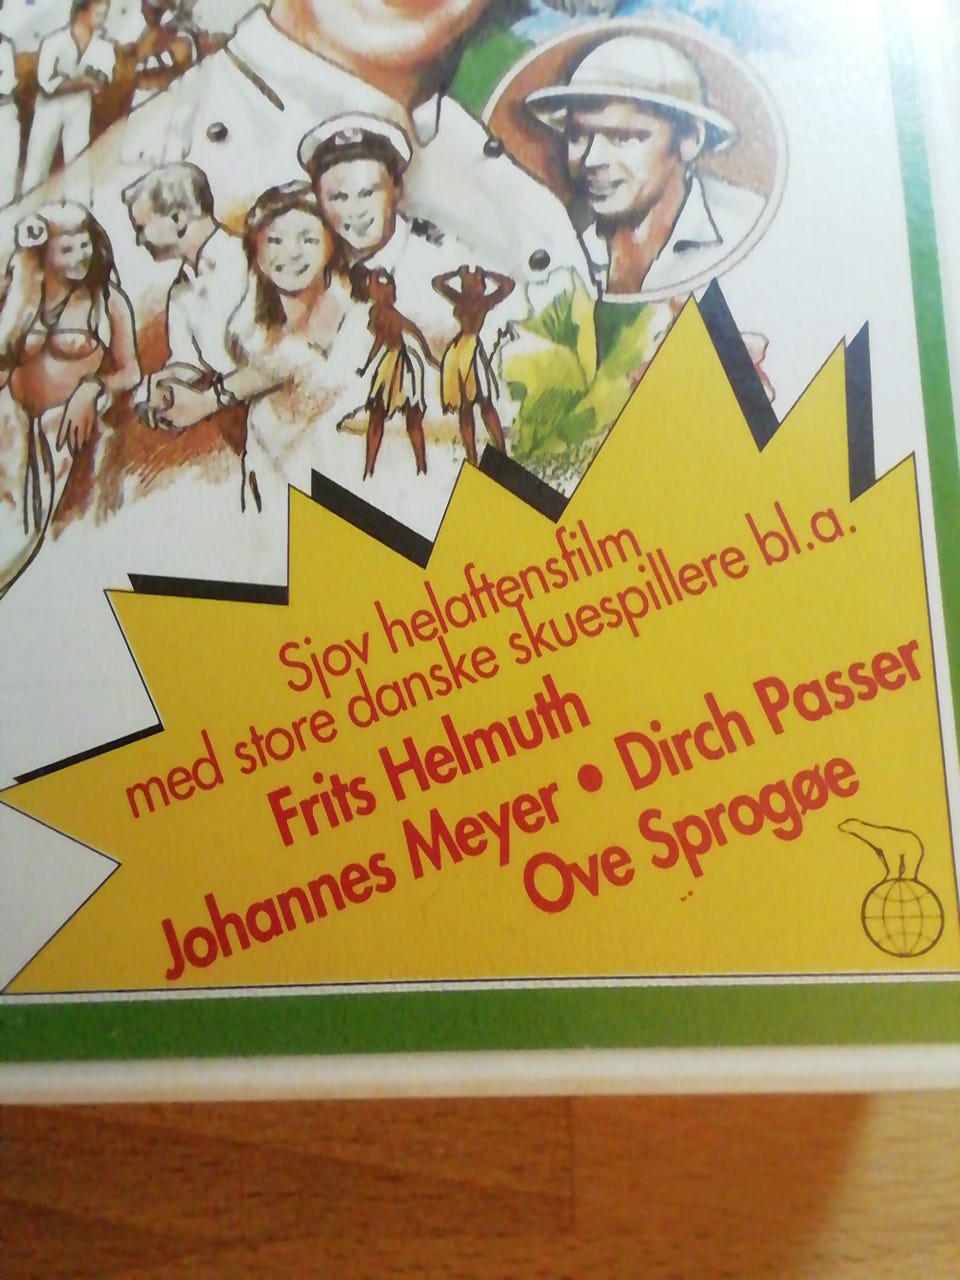 Sjov helaftensfilm
med store danske skuespillere bl.a.
Frits Helmuth
Johannes Meyer • Dirch Passer
Ove Sprogøe